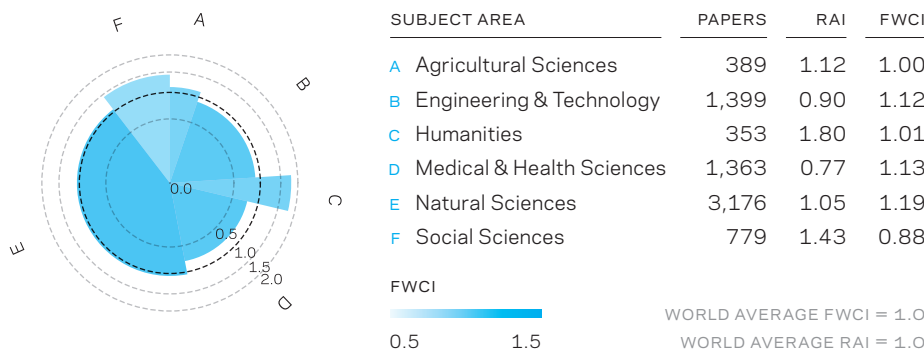 F A
B
C
D
E
0.0
0.5
1.0
1.5
2.0
SUBJECT AREA PAPERS RAI FWCI
A Agricultural Sciences 389 1.12 1.00
B Engineering & Technology 1,399 0.90 1.12
C Humanities 353 1.80 1.01
D Medical & Health Sciences 1,363 0.77 1.13
E Natural Sciences 3,176 1.05 1.19
F Social Sciences 779 1.43 0.88
FWCI
0.5 1.5
WORLD AVERAGE FWCI = 1.0
WORLD AVERAGE RAI = 1.0